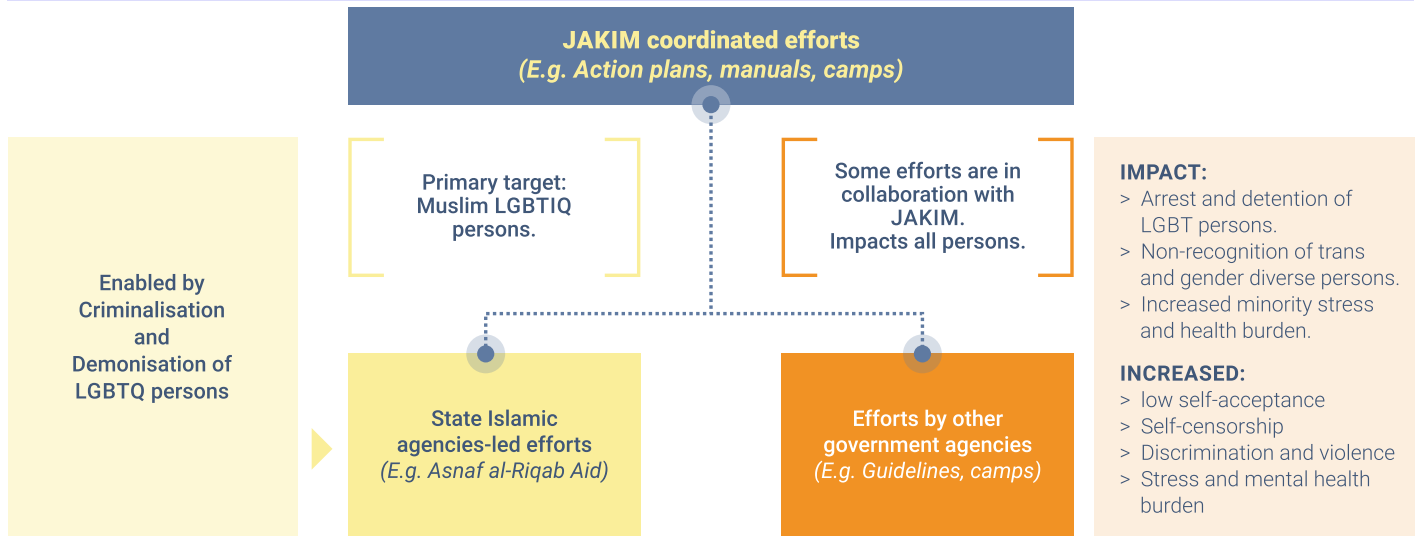 JAKIM coordinated efforts
(E.g. Action plans, manuals, camps)
Enabled by
Criminalisation
and
Demonisation of
LGBTQ persons
Primary target:
Muslim LGBTIQ
persons.
Some efforts are in
collaboration with
JAKIM.
Impacts all persons.
State Islamic
agencies-led efforts
(E.g. Asnaf al-Riqab Aid)
Efforts by other
government agencies
(E.g. Guidelines, camps)
IMPACT:
> Arrest and detention of
LGBT persons.
> Non-recognition of trans
and gender diverse persons.
> Increased minority stress
and health burden.
INCREASED:
> low self-acceptance
> Self-censorship
> Discrimination and violence
> Stress and mental health
burden